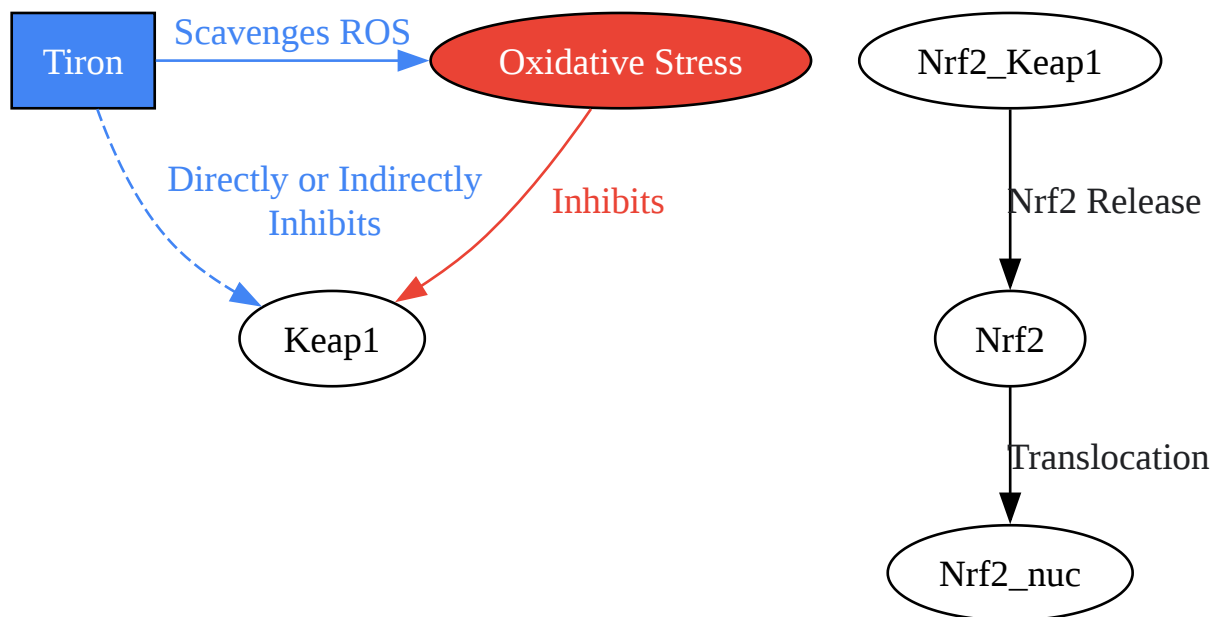 Scavenges ROS
Tiron
Oxidative Stress
Nrf2_Keap1
Directly or Indirectly
Inhibits
Inhibits
Nrf2 Release
Keap1
Nrf2
Translocation
Nrf2_nuc